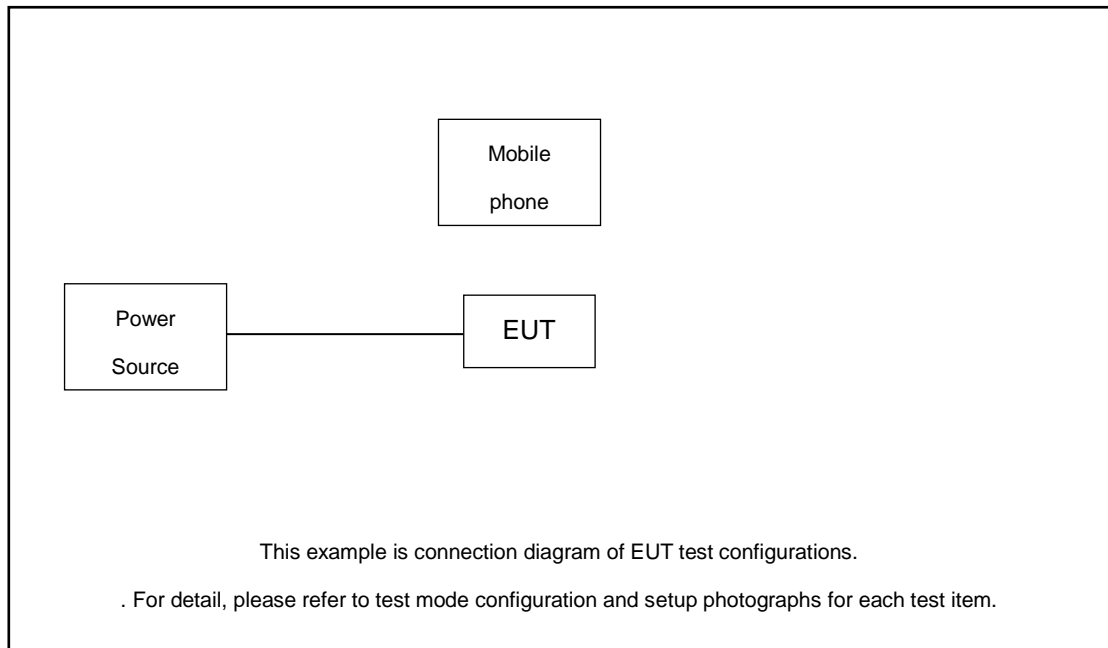 Mobile
phone
Power
Source
EUT
This example is connection diagram of EUT test configurations.
. For detail, please refer to test mode configuration and setup photographs for each test item.